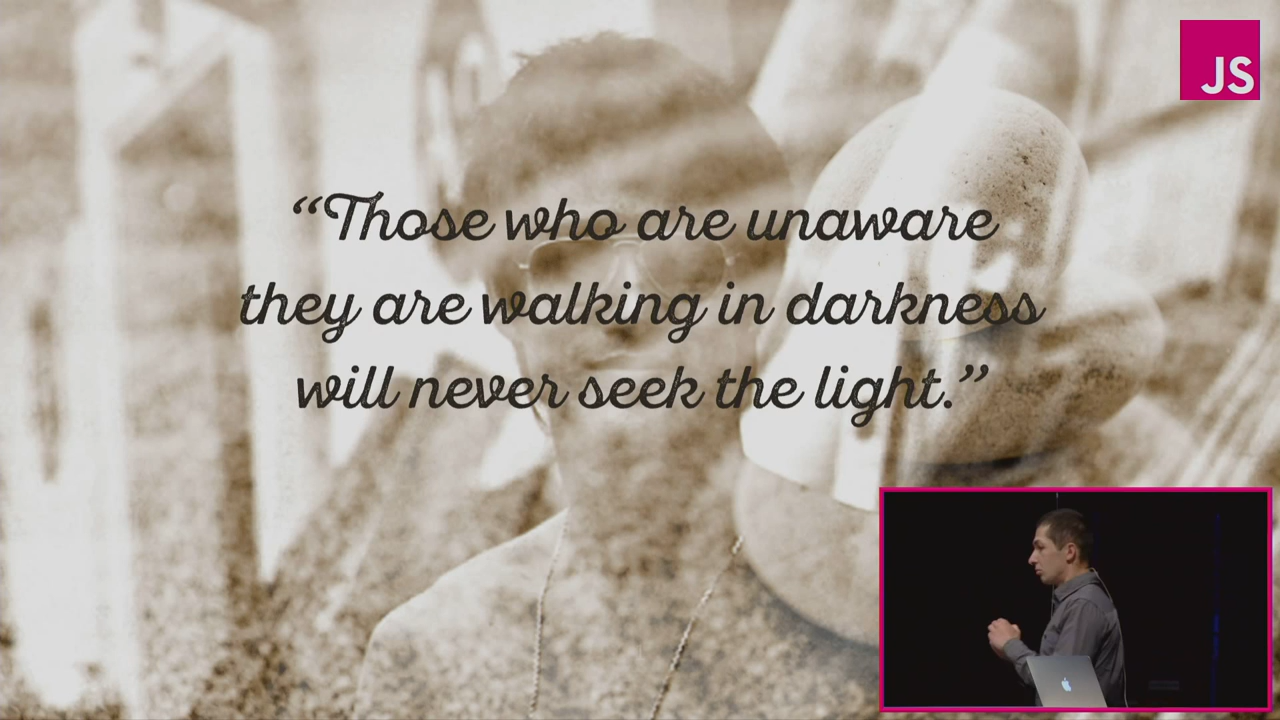 JS
“Those who are unaware
they are walking in darkness
will never seek the light.”